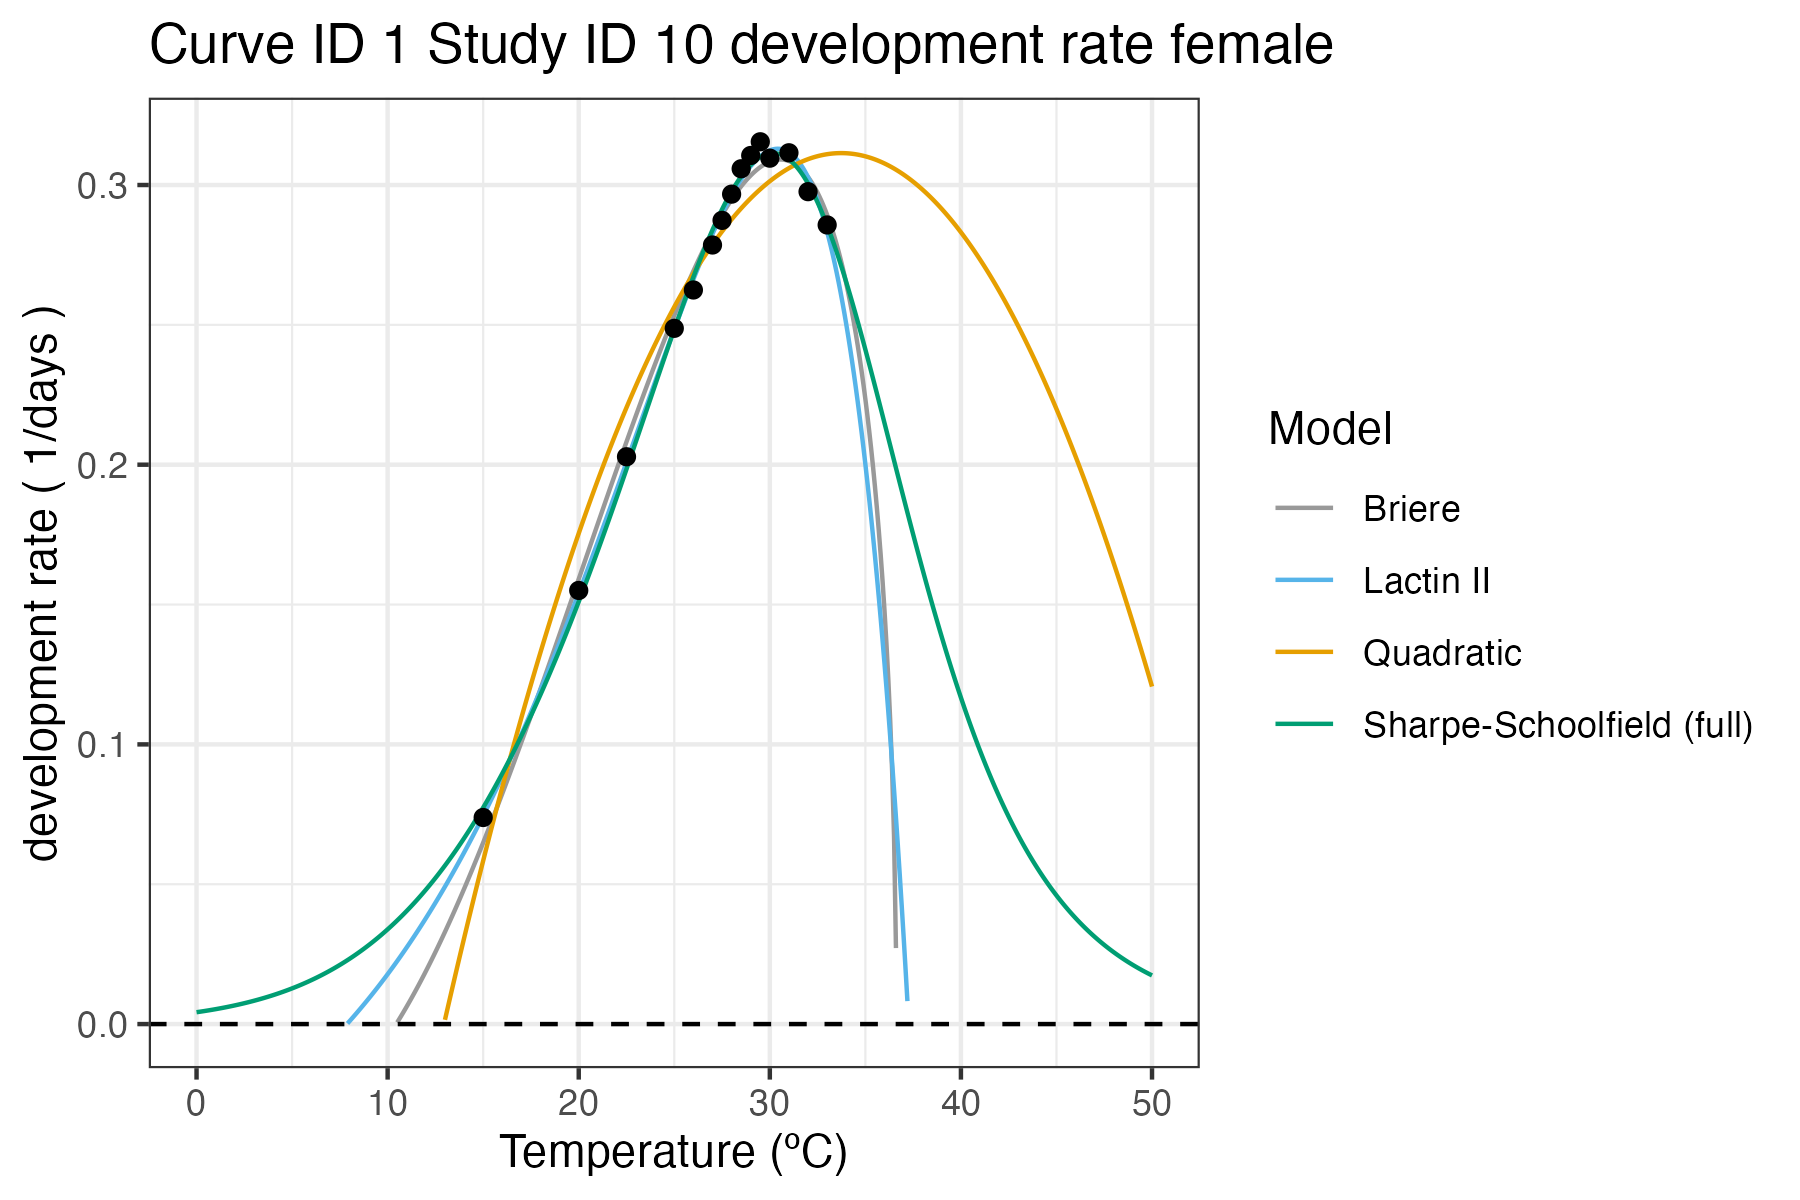 Curve ID 1 Study ID 10 development rate female
development rate ( 1/days )
0.3
0.2
0.1
0.0
0 10 20 30 40 50
Temperature (ºC)
Model
Briere
Lactin II
Quadratic
Sharpe-Schoolfield (full)